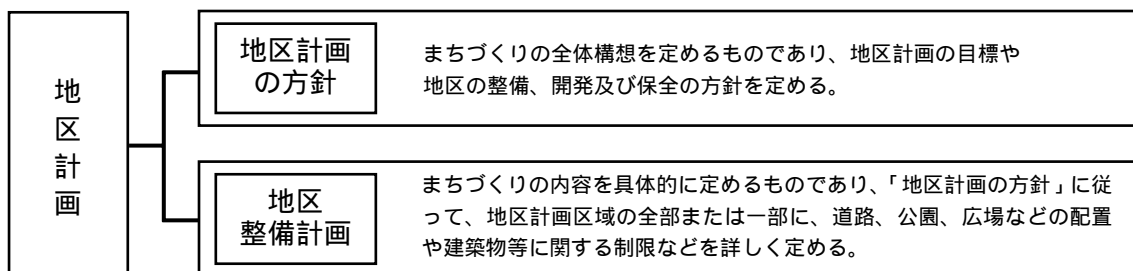 地区計画
地区計画
の方針
まちづくりの全体構想を定めるものであり、地区計画の目標や
地区の整備、開発及び保全の方針を定める。
地区
整備計画
まちづくりの内容を具体的に定めるものであり、「地区計画の方針」に従
って、地区計画区域の全部または一部に、道路、公園、広場などの配置
や建築物等に関する制限などを詳しく定める。